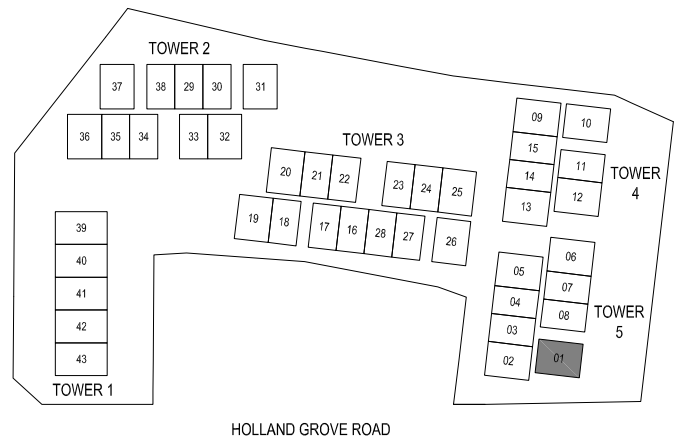 TOWER 2
37 38 29 30 31
36 35 34 33 32
TOWER 3
20 21 22 23 24 25
19 18 17 16 28 27 26
09 10
15 11
14 12
13
TOWER
4
39
40
41
42
43
TOWER 1
05 06
04 07
03 08
02 01
TOWER
5
HOLLAND GROVE ROAD